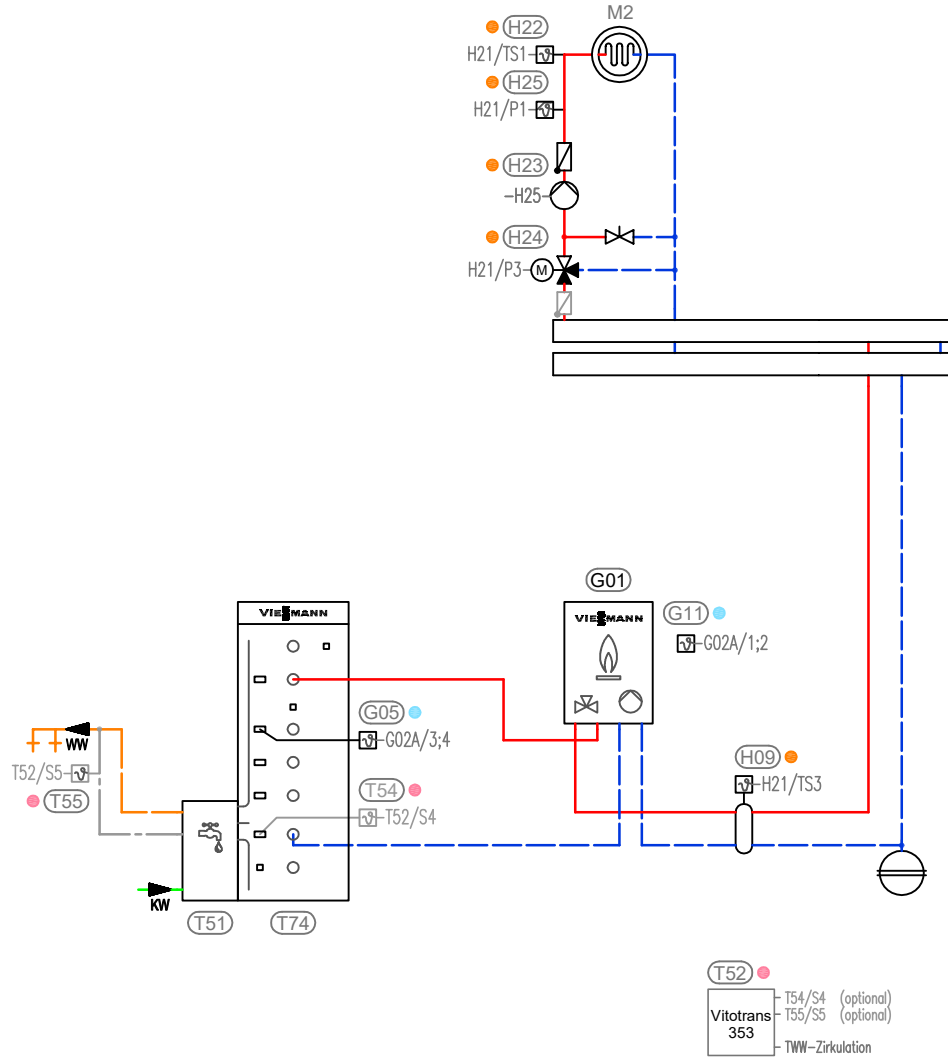 M2
H22
H21/TS1
ϑ
H25
H21/P1
ϑ
H23
-H25
H24
H21/P3
M
G01
VIESMANN
VIESMANN
G11
ϑ
G02A/1;2
G05
ϑ
G02A/3;4
WW
T52/S5
ϑ
T55
H09
ϑ
H21/TS3
T54
ϑ
T52/S4
KW
T51
T74
T52
Vitotrans
353
T54/S4 (optional)
T55/S5 (optional)
TWW-Zirkulation